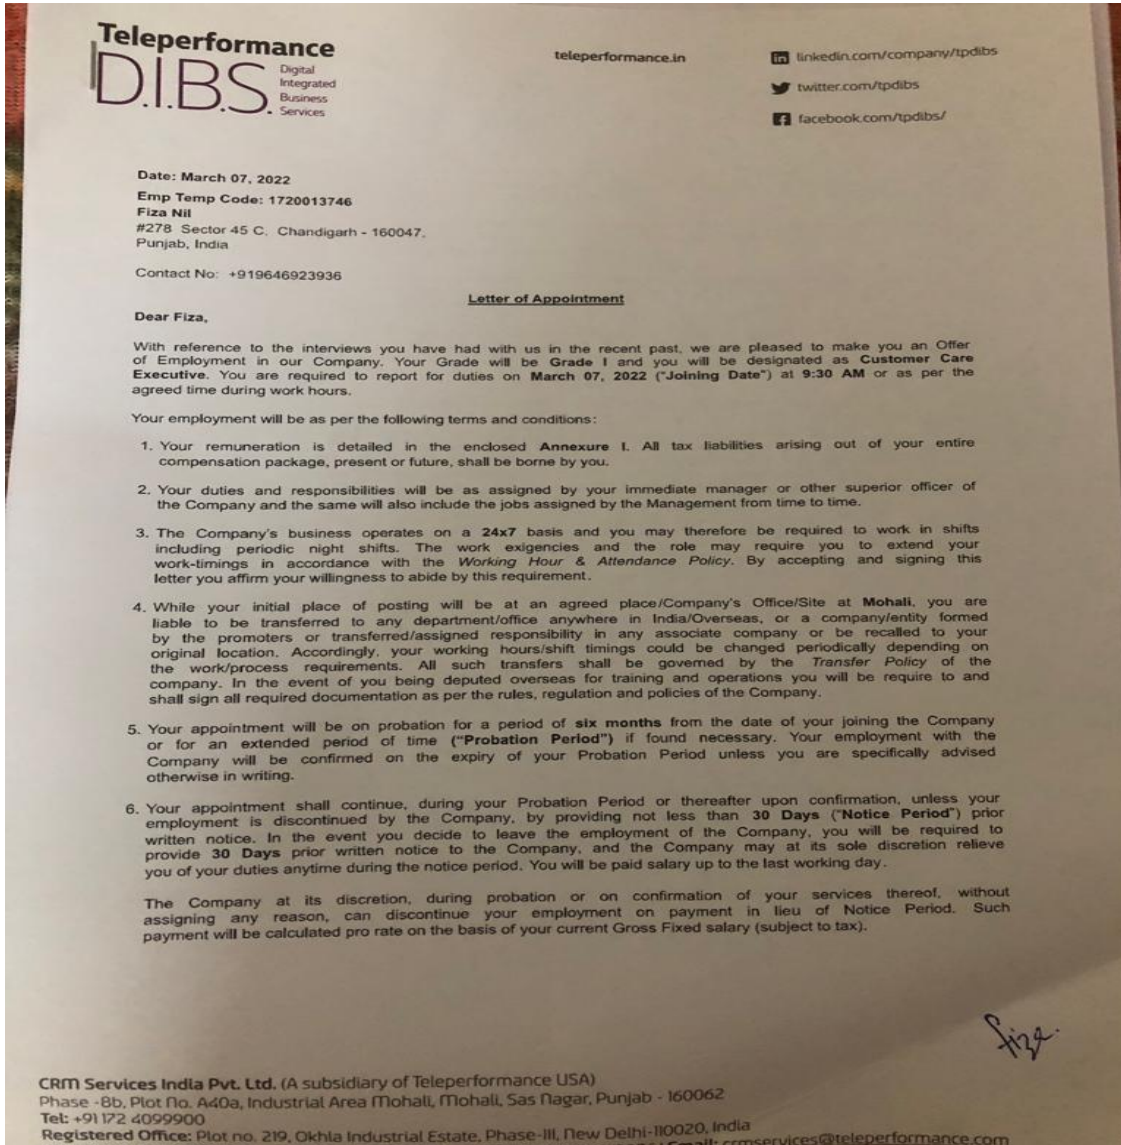 Teleperformance
D.I.B.S.
Digital
Integrated
Business
Services
teleperformance.in
linkedin.com/company/tpdibs
twitter.com/tpdibs
facebook.com/tpdibs/
Date: March 07, 2022
Emp Temp Code: 1720013746
Fiza Nil
#278 Sector 45 C, Chandigarh - 160047,
Punjab, India
Contact No: +919646923936
Letter of Appointment
Dear Fiza,
With reference to the interviews you have had with us in the recent past, we are pleased to make you an Offer
of Employment in our Company. Your Grade will be Grade I and you will be designated as Customer Care
Executive. You are required to report for duties on March 07, 2022 ("Joining Date") at 9:30 AM or as per the
agreed time during work hours.
Your employment will be as per the following terms and conditions:
1. Your remuneration is detailed in the enclosed Annexure I. All tax liabilities arising out of your entire
compensation package, present or future, shall be borne by you.
2. Your duties and responsibilities will be as assigned by your immediate manager or other superior officer of
the Company and the same will also include the jobs assigned by the Management from time to time.
3. The Company's business operates on a 24x7 basis and you may therefore be required to work in shifts
including periodic night shifts. The work exigencies and the role may require you to extend your
work-timings in accordance with the Working Hour & Attendance Policy. By accepting and signing this
letter you affirm your willingness to abide by this requirement.
4. While your initial place of posting will be at an agreed place/Company's Office/Site at Mohali, you are
liable to be transferred to any department/office anywhere in India/Overseas, or a company/entity formed
by the promoters or transferred/assigned responsibility in any associate company or be recalled to your
original location. Accordingly, your working hours/shift timings could be changed periodically depending on
the work/process requirements. All such transfers shall be governed by the Transfer Policy of the
company. In the event of you being deputed overseas for training and operations you will be require to and
shall sign all required documentation as per the rules, regulation and policies of the Company.
5. Your appointment will be on probation for a period of six months from the date of your joining the Company
or for an extended period of time ("Probation Period") if found necessary. Your employment with the
Company will be confirmed on the expiry of your Probation Period unless you are specifically advised
otherwise in writing.
6. Your appointment shall continue, during your Probation Period or thereafter upon confirmation, unless your
employment is discontinued by the Company, by providing not less than 30 Days ("Notice Period") prior
written notice. In the event you decide to leave the employment of the Company, you will be required to
provide 30 Days prior written notice to the Company, and the Company may at its sole discretion relieve
you of your duties anytime during the notice period. You will be paid salary up to the last working day.
The Company at its discretion, during probation or on confirmation of your services thereof, without
assigning any reason, can discontinue your employment on payment in lieu of Notice Period. Such
payment will be calculated pro rate on the basis of your current Gross Fixed salary (subject to tax).
fiza.
CRM Services India Pvt. Ltd. (A subsidiary of Teleperformance USA)
Phase -8b, Plot No. A40a, Industrial Area Mohali, Mohali, Sas Nagar, Punjab - 160062
Tel: +91 172 4099900
Registered Office: Plot no. 219, Okhla Industrial Estate, Phase-III, New Delhi-110020, India
Email: crmservices@teleperformance.com